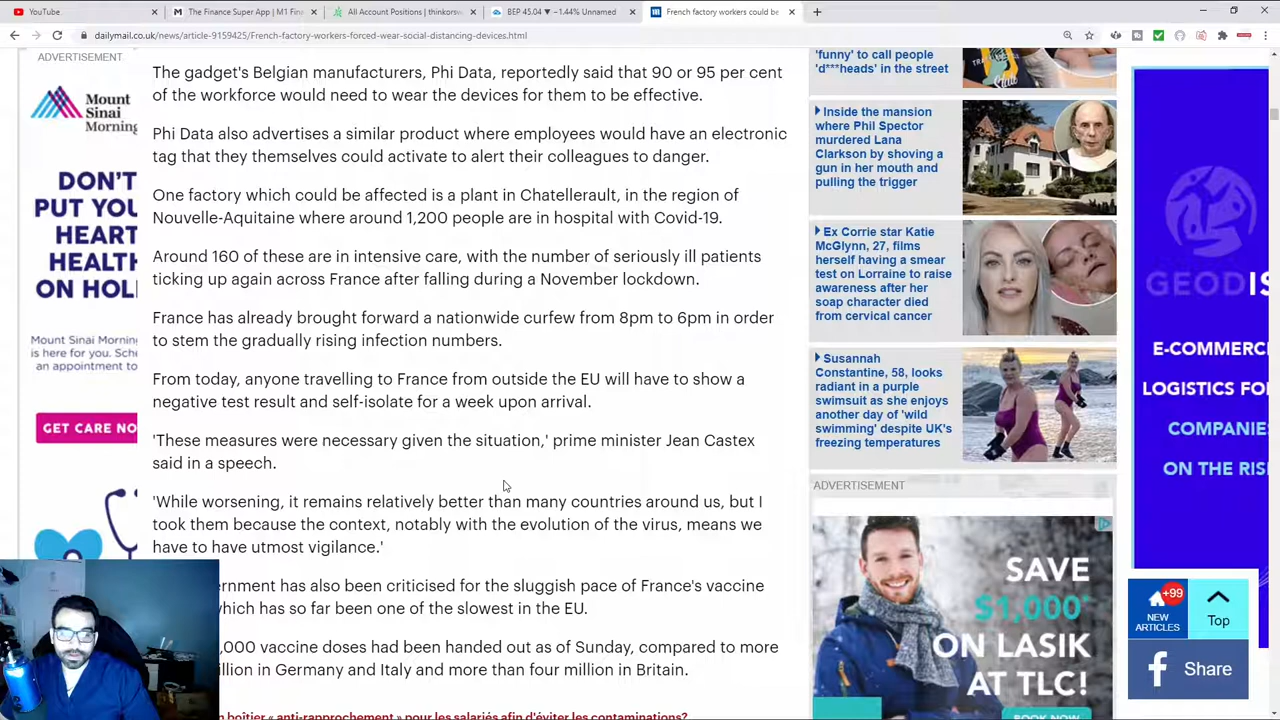 YouTube
The Finance Super App | M1 Fin
All Account Positions | thinkorsw
BEP 45.04 ▼ −1.44% Unnamed
French factory workers could be
dailymail.co.uk/news/article-9159425/French-factory-workers-forced-wear-social-distancing-devices.html
ADVERTISEMENT
Mount
Sinai
Morning
DON'T
PUT YOU
HEART
HEALTH
ON HOL
Mount Sinai Morning
is here for you. Sche
an appointment to
GET CARE NO
The gadget's Belgian manufacturers, Phi Data, reportedly said that 90 or 95 per cent
of the workforce would need to wear the devices for them to be effective.
Phi Data also advertises a similar product where employees would have an electronic
tag that they themselves could activate to alert their colleagues to danger.
One factory which could be affected is a plant in Chatellerault, in the region of
Nouvelle-Aquitaine where around 1,200 people are in hospital with Covid-19.
Around 160 of these are in intensive care, with the number of seriously ill patients
ticking up again across France after falling during a November lockdown.
France has already brought forward a nationwide curfew from 8pm to 6pm in order
to stem the gradually rising infection numbers.
From today, anyone travelling to France from outside the EU will have to show a
negative test result and self-isolate for a week upon arrival.
'These measures were necessary given the situation,' prime minister Jean Castex
said in a speech.
'While worsening, it remains relatively better than many countries around us, but I
took them because the context, notably with the evolution of the virus, means we
have to have utmost vigilance.'
ernment has also been criticised for the sluggish pace of France's vaccine
which has so far been one of the slowest in the EU.
,000 vaccine doses had been handed out as of Sunday, compared to more
illion in Germany and Italy and more than four million in Britain.
n boitier « anti-rapprochement » pour les salariés afin d'éviter les contaminations?
'funny' to call people
'd***heads' in the street
Inside the mansion
where Phil Spector
murdered Lana
Clarkson by shoving a
gun in her mouth and
pulling the trigger
Ex Corrie star Katie
McGlynn, 27, films
herself having a smear
test on Lorraine to raise
awareness after her
soap character died
from cervical cancer
Susannah
Constantine, 58, looks
radiant in a purple
swimsuit as she enjoys
another day of 'wild
swimming' despite UK's
freezing temperatures
ADVERTISEMENT
SAVE
$1,000*
ON LASIK
AT TLC!
BOOK NOW
GEODIS
E-COMMERC
LOGISTICS FO
COMPANIE
ON THE RIS
+99
NEW
ARTICLES
Top
Share